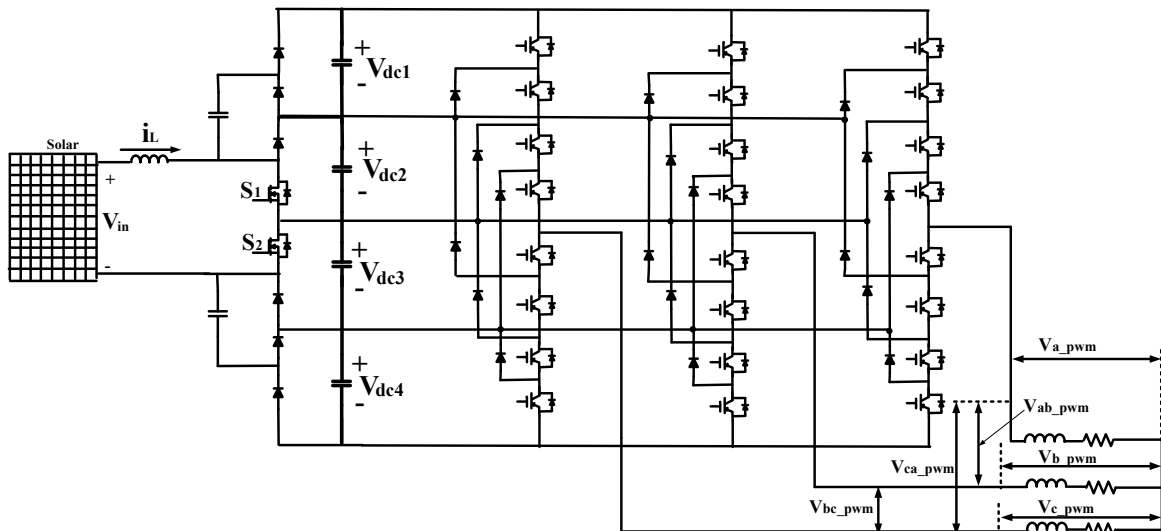 Solar
iL
+
Vin
-
S1
S2
+
Vdc1
-
+
Vdc2
-
+
Vdc3
-
+
Vdc4
-
Va_pwm
Vab_pwm
Vb_pwm
Vca_pwm
Vc_pwm
Vbc_pwm